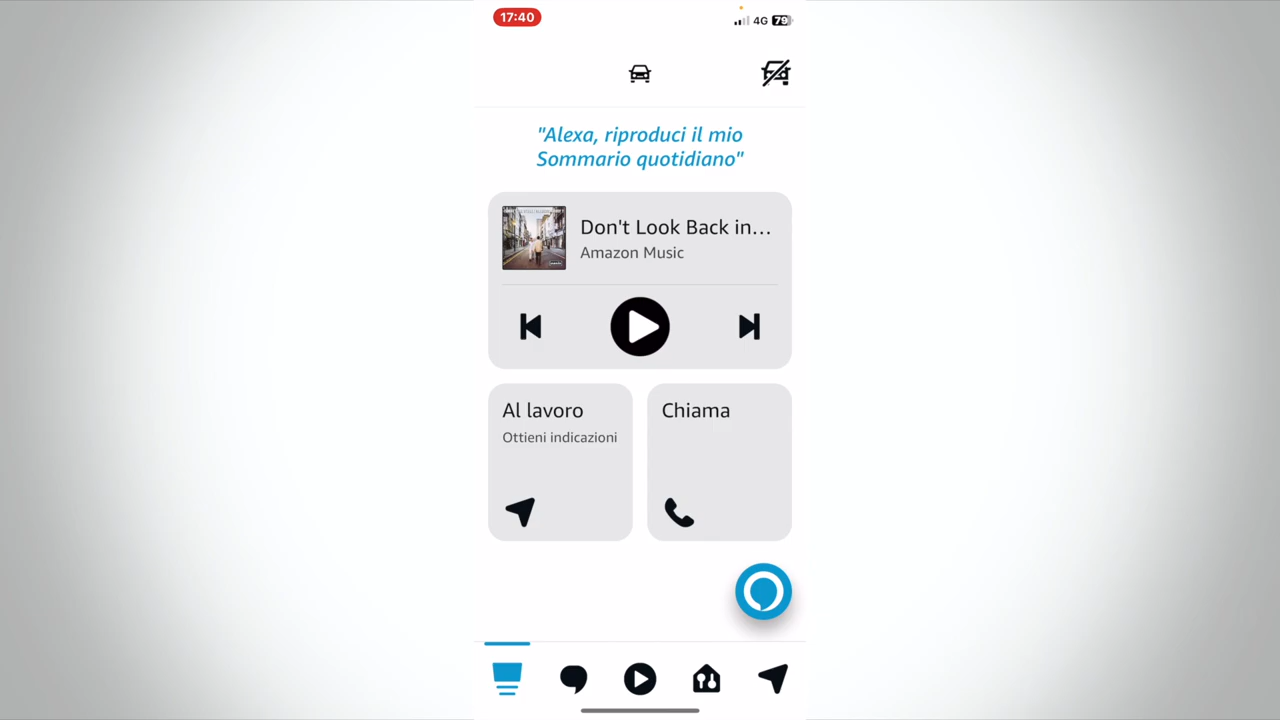 17:40
4G 79
"Alexa, riproduci il mio
Sommario quotidiano"
Don't Look Back in...
Amazon Music
Al lavoro
Chiama
Ottieni indicazioni